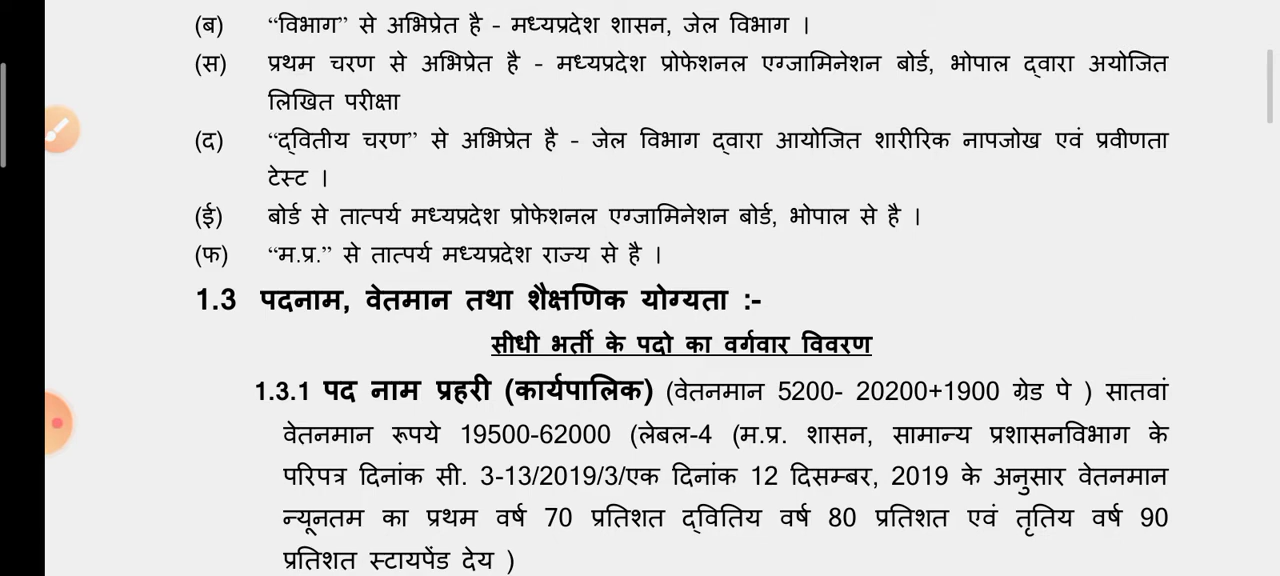 (ब) “विभाग” से अभिप्रेत है - मध्यप्रदेश शासन, जेल विभाग ।
(स) प्रथम चरण से अभिप्रेत है - मध्यप्रदेश प्रोफेशनल एग्जामिनेशन बोर्ड, भोपाल द्वारा अयोजित
लिखित परीक्षा
(द) “द्वितीय चरण” से अभिप्रेत है - जेल विभाग द्वारा आयोजित शारीरिक नापजोख एवं प्रवीणता
टेस्ट ।
(ई) बोर्ड से तात्पर्य मध्यप्रदेश प्रोफेशनल एग्जामिनेशन बोर्ड, भोपाल से है ।
(फ) “म.प्र.” से तात्पर्य मध्यप्रदेश राज्य से है ।
1.3 पदनाम, वेतमान तथा शैक्षणिक योग्यता :-
सीधी भर्ती के पदो का वर्गवार विवरण
1.3.1 पद नाम प्रहरी (कार्यपालिक) (वेतनमान 5200- 20200+1900 ग्रेड पे ) सातवां
वेतनमान रूपये 19500-62000 (लेबल-4 (म.प्र. शासन, सामान्य प्रशासनविभाग के
परिपत्र दिनांक सी. 3-13/2019/3/एक दिनांक 12 दिसम्बर, 2019 के अनुसार वेतनमान
न्यूनतम का प्रथम वर्ष 70 प्रतिशत द्वितिय वर्ष 80 प्रतिशत एवं तृतिय वर्ष 90
प्रतिशत स्टायपेंड देय )